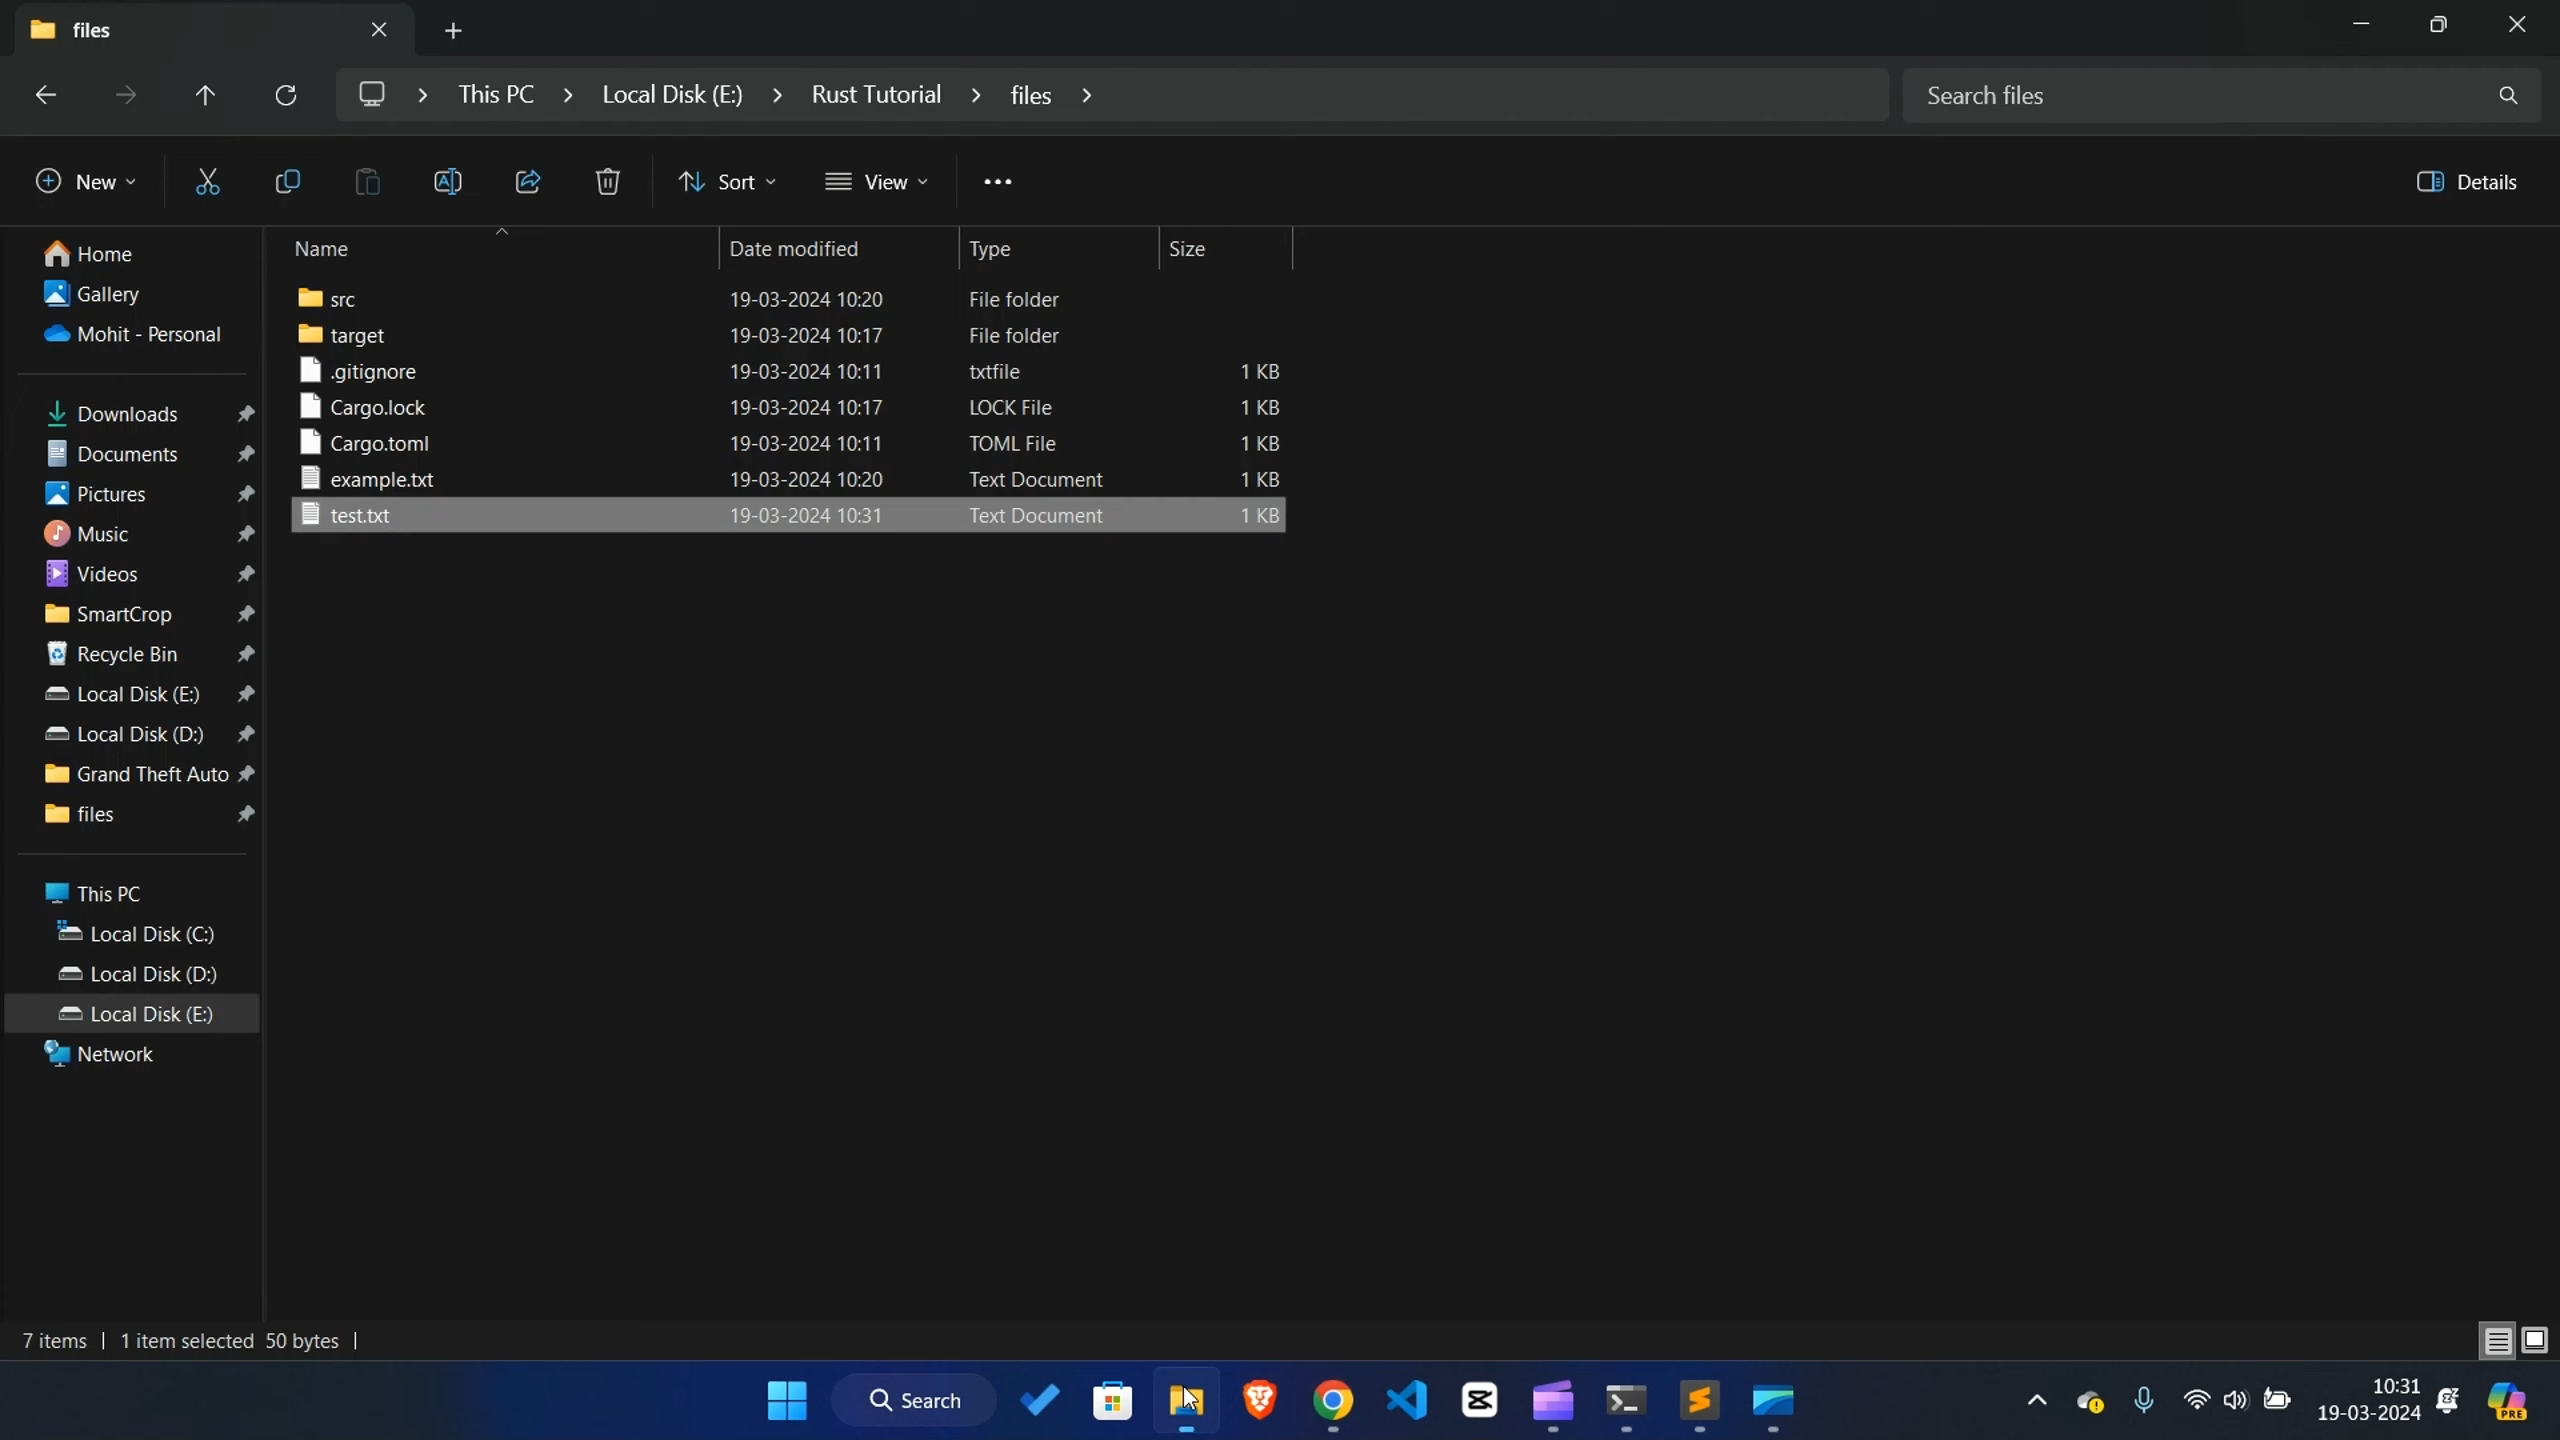 files
This PC Local Disk (E:) Rust Tutorial files
Search files
New Sort View Details
Name Date modified Type Size
src 19-03-2024 10:20 File folder
target 19-03-2024 10:17 File folder
.gitignore 19-03-2024 10:11 txtfile 1 KB
Cargo.lock 19-03-2024 10:17 LOCK File 1 KB
Cargo.toml 19-03-2024 10:11 TOML File 1 KB
example.txt 19-03-2024 10:20 Text Document 1 KB
test.txt 19-03-2024 10:31 Text Document 1 KB
Home
Gallery
Mohit - Personal
Downloads
Documents
Pictures
Music
Videos
SmartCrop
Recycle Bin
Local Disk (E:)
Local Disk (D:)
Grand Theft Auto
files
This PC
Local Disk (C:)
Local Disk (D:)
Local Disk (E:)
Network
7 items | 1 item selected 50 bytes |
Search
10:31
19-03-2024
PRE